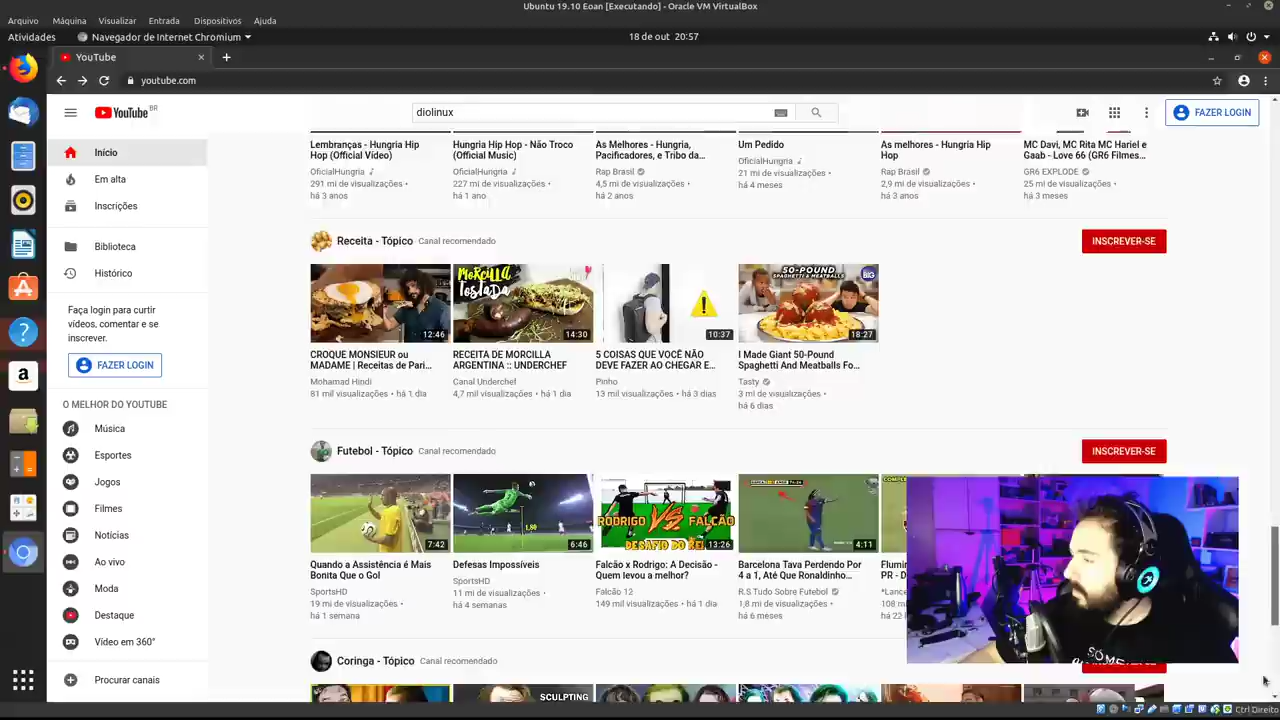 Ubuntu 19.10 Eoan [Executando] - Oracle VM VirtualBox
Arquivo Máquina Visualizar Entrada Dispositivos Ajuda
Atividades Navegador de Internet Chromium 18 de out 20:57
YouTube
youtube.com
YouTube BR
diolinux
FAZER LOGIN
Início
Em alta
Inscrições
Biblioteca
Histórico
Faça login para curtir
vídeos, comentar e se
inscrever.
FAZER LOGIN
O MELHOR DO YOUTUBE
Música
Esportes
Jogos
Filmes
Notícias
Ao vivo
Moda
Destaque
Vídeo em 360°
Procurar canais
Lembranças - Hungria Hip
Hop (Official Vídeo)
OficialHungria
291 mi de visualizações •
há 3 anos
Hungria Hip Hop - Não Troco
(Official Music)
OficialHungria
227 mi de visualizações •
há 1 ano
As Melhores - Hungria,
Pacificadores, e Tribo da...
Rap Brasil
4,5 mi de visualizações •
há 2 anos
Um Pedido
OficialHungria
21 mi de visualizações •
há 4 meses
As melhores - Hungria Hip
Hop
Rap Brasil
2,9 mi de visualizações •
há 3 anos
MC Davi, MC Rita MC Hariel e
Gaab - Love 66 (GR6 Filmes...
GR6 EXPLODE
25 mi de visualizações •
há 3 meses
Receita - Tópico Canal recomendado
INSCREVER-SE
12:46
CROQUE MONSIEUR ou
MADAME | Receitas de Pari...
Mohamad Hindi
81 mil visualizações • há 1 dia
MORCILLA
TOSTADA
14:30
RECEITA DE MORCILLA
ARGENTINA :: UNDERCHEF
Canal Underchef
4,7 mil visualizações • há 1 dia
10:37
5 COISAS QUE VOCÊ NÃO
DEVE FAZER AO CHEGAR E...
Pinho
13 mil visualizações • há 3 dias
50-POUND
SPAGHETTI & MEATBALLS
BIG
18:27
I Made Giant 50-Pound
Spaghetti And Meatballs Fo...
Tasty
3 mi de visualizações •
há 6 dias
Futebol - Tópico Canal recomendado
INSCREVER-SE
7:42
Quando a Assistência é Mais
Bonita Que o Gol
SportsHD
19 mi de visualizações •
há 1 semana
6:46
Defesas Impossíveis
SportsHD
11 mi de visualizações •
há 4 semanas
RODRIGO VS FALCÃO
DESAFIO DO REI
13:26
Falcão x Rodrigo: A Decisão -
Quem levou a melhor?
Falcão 12
149 mil visualizações • há 1 dia
4:11
Barcelona Tava Perdendo Por
4 a 1, Até Que Ronaldinho...
R.S Tudo Sobre Futebol
1,8 mi de visualizações •
há 6 meses
Flumin
PR - D
*Lance
108 m
há 22
SÓ
Coringa - Tópico Canal recomendado
SCULPTING
Ctrl Direito